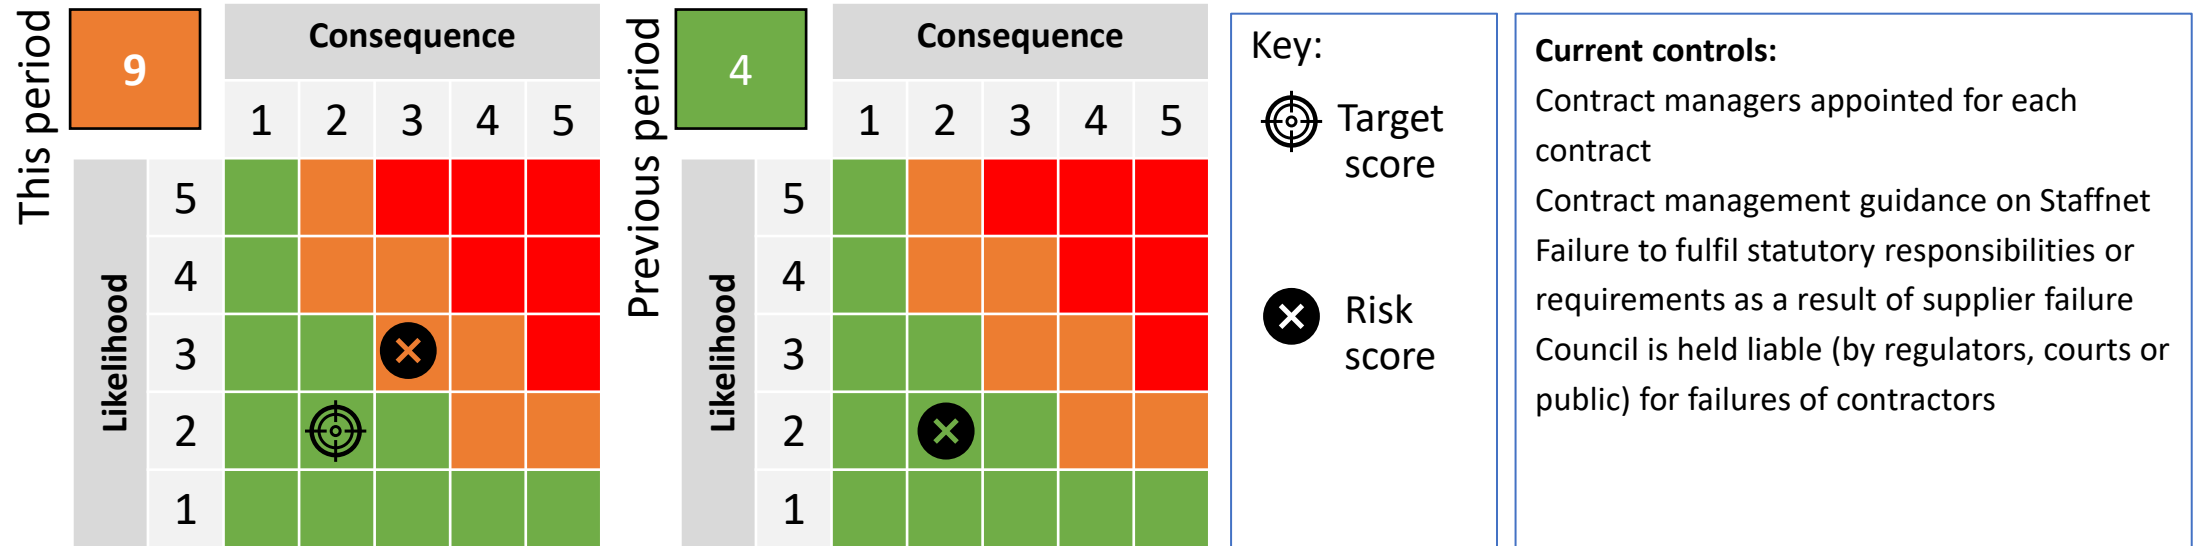 This period
9
Consequence
1 2 3 4 5
Likelihood
5
4
3
2
1
Previous period
4
Consequence
1 2 3 4 5
Likelihood
5
4
3
2
1
Key:
Target
score
Risk
score
Current controls:
Contract managers appointed for each
contract
Contract management guidance on Staffnet
Failure to fulfil statutory responsibilities or
requirements as a result of supplier failure
Council is held liable (by regulators, courts or
public) for failures of contractors